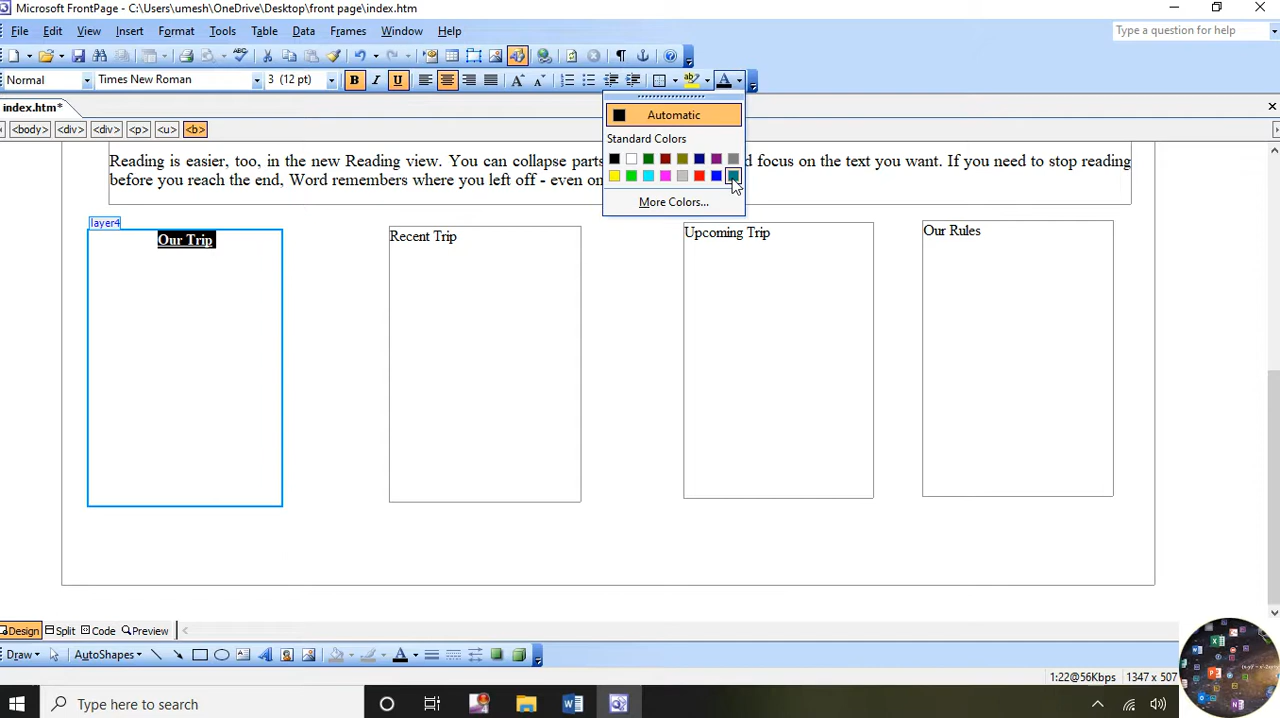 Microsoft FrontPage - C:\Users\umesh\OneDrive\Desktop\front page\index.htm
File Edit View Insert Format Tools Table Data Frames Window Help
Type a question for help
Normal Times New Roman 3 (12 pt) B I U A A ab A
index.htm*
<body> <div> <div> <p> <u> <b>
Automatic
Standard Colors
More Colors...
Reading is easier, too, in the new Reading view. You can collapse parts d focus on the text you want. If you need to stop reading
before you reach the end, Word remembers where you left off - even on
layer4
Our Trip
Recent Trip
Upcoming Trip
Our Rules
Design Split Code Preview
Draw AutoShapes A
1:22@56Kbps 1347 x 507
Type here to search